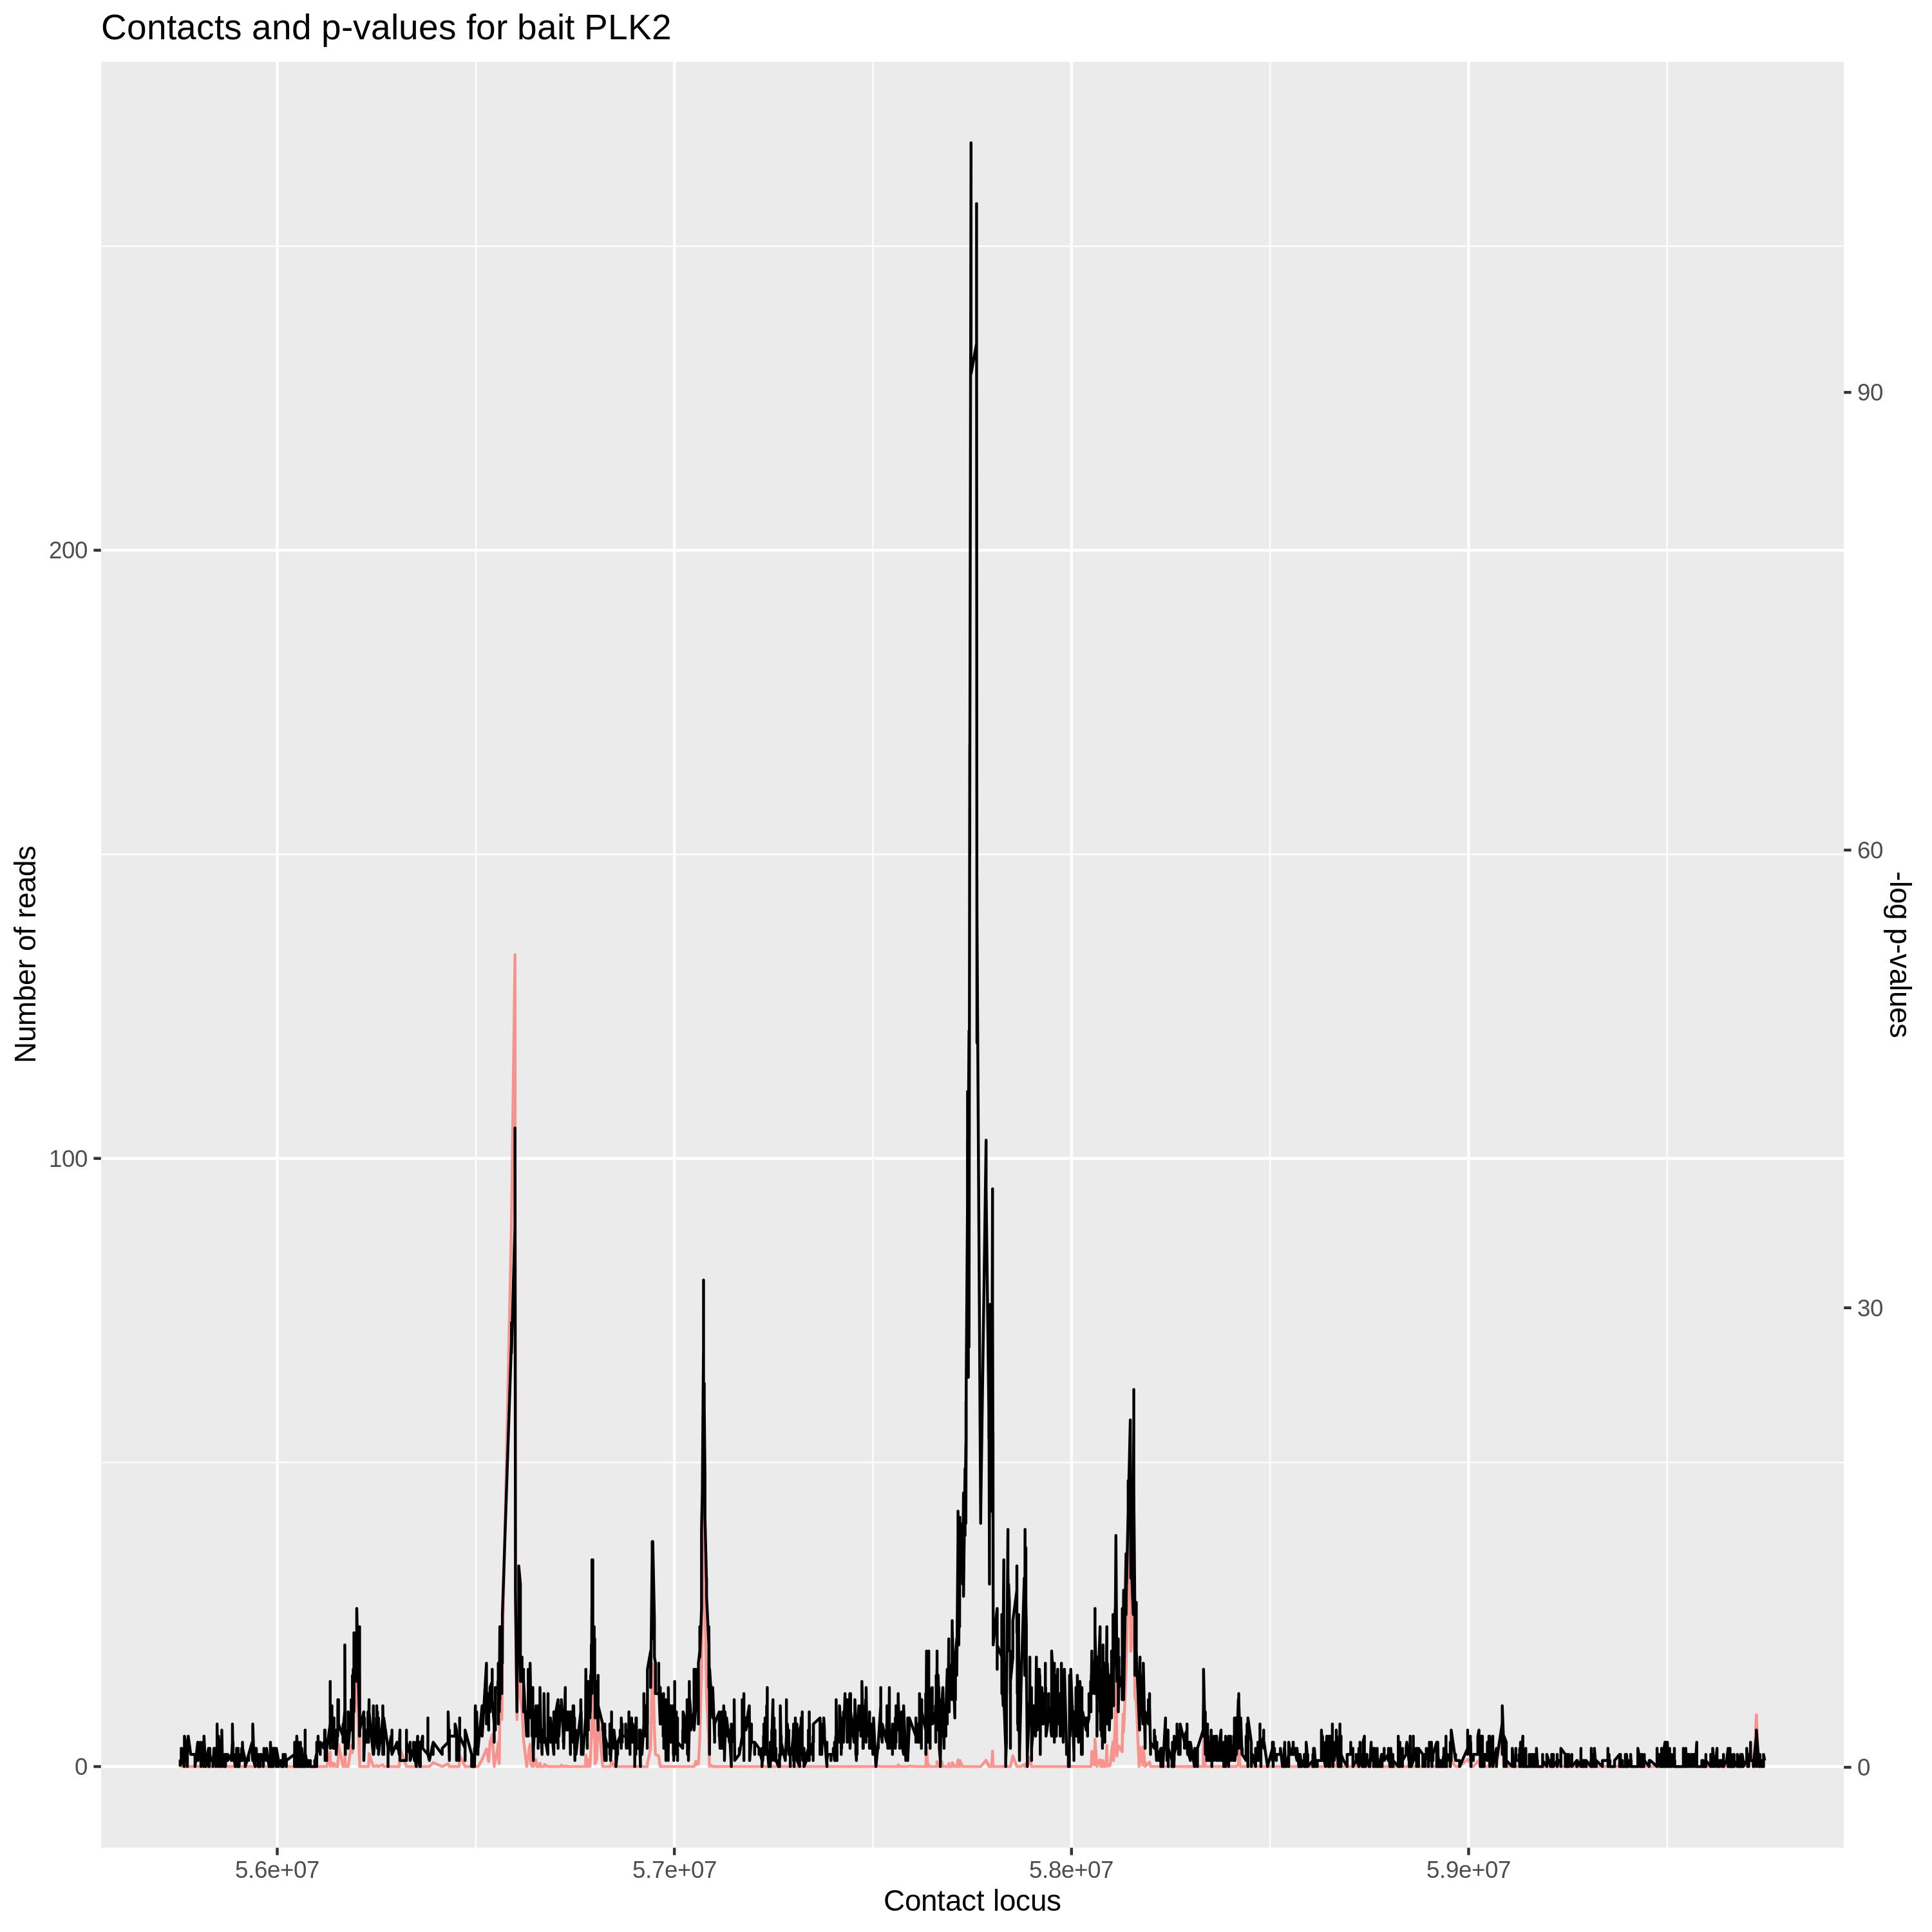 Contacts and p-values for bait PLK2
200
100
0
Number of reads
90
60
30
0
-log p-values
5.6e+07 5.7e+07 5.8e+07 5.9e+07
Contact locus